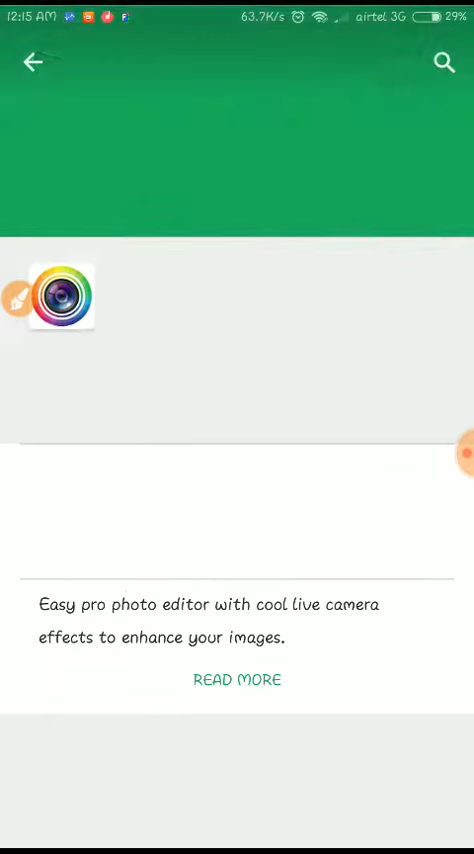 12:15 AM 63.7K/s airtel 3G 29%
Easy pro photo editor with cool live camera
effects to enhance your images.
READ MORE